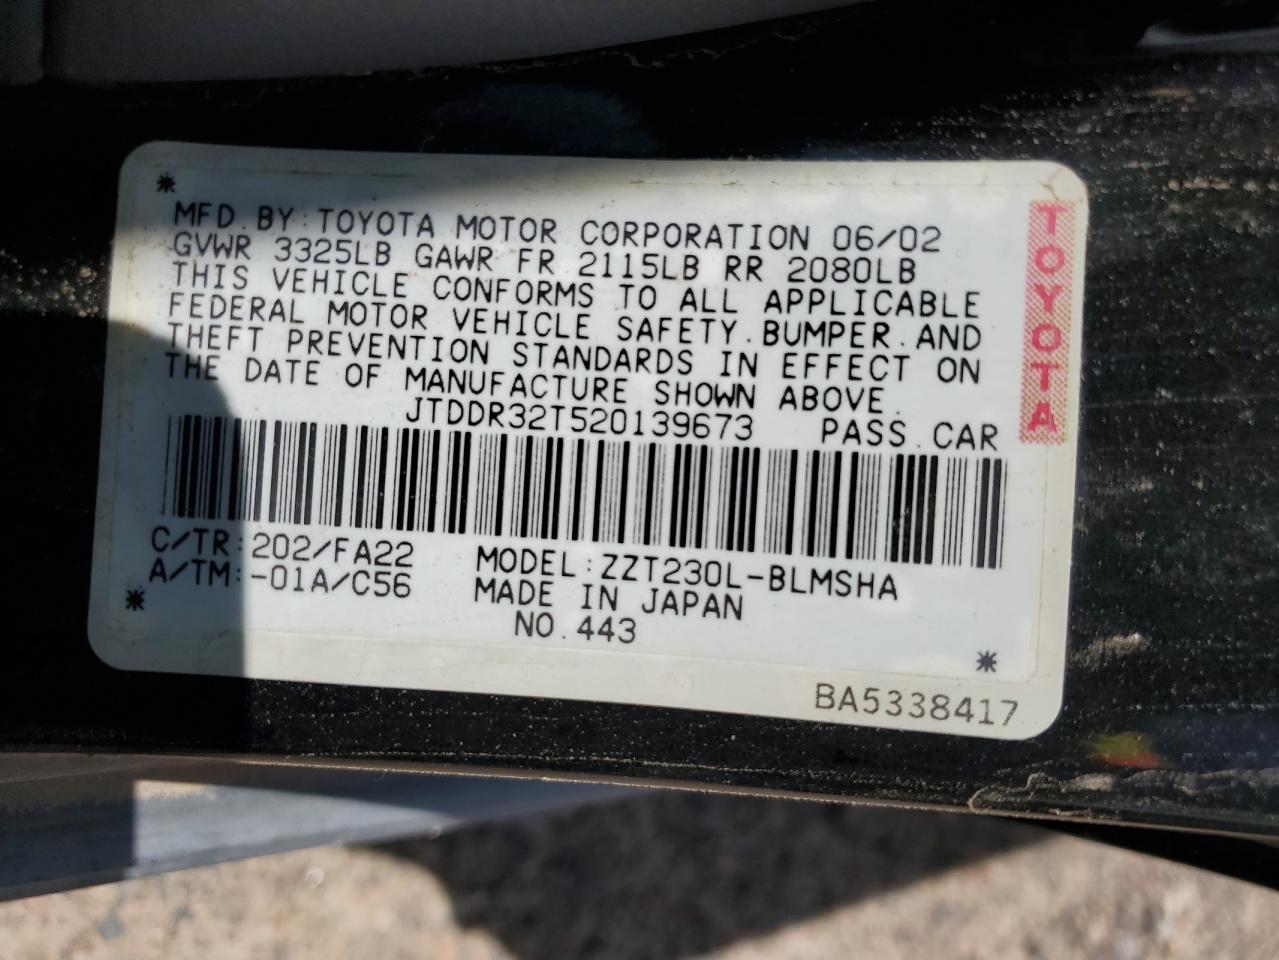 MFD.BY:TOYOTA MOTOR CORPORATION 06/02
GVWR 3325LB GAWR FR 2115LB RR 2080LB
THIS VEHICLE CONFORMS TO ALL APPLICABLE
FEDERAL MOTOR VEHICLE SAFETY.BUMPER.AND
THEFT PREVENTION STANDARDS IN EFFECT ON
THE DATE OF MANUFACTURE SHOWN ABOVE.
JTDDR32T520139673 PASS.CAR
C/TR:202/FA22 MODEL:ZZT230L-BLMSHA
A/TM:-01A/C56 MADE IN JAPAN
NO.443
BA5338417
TOYOTA